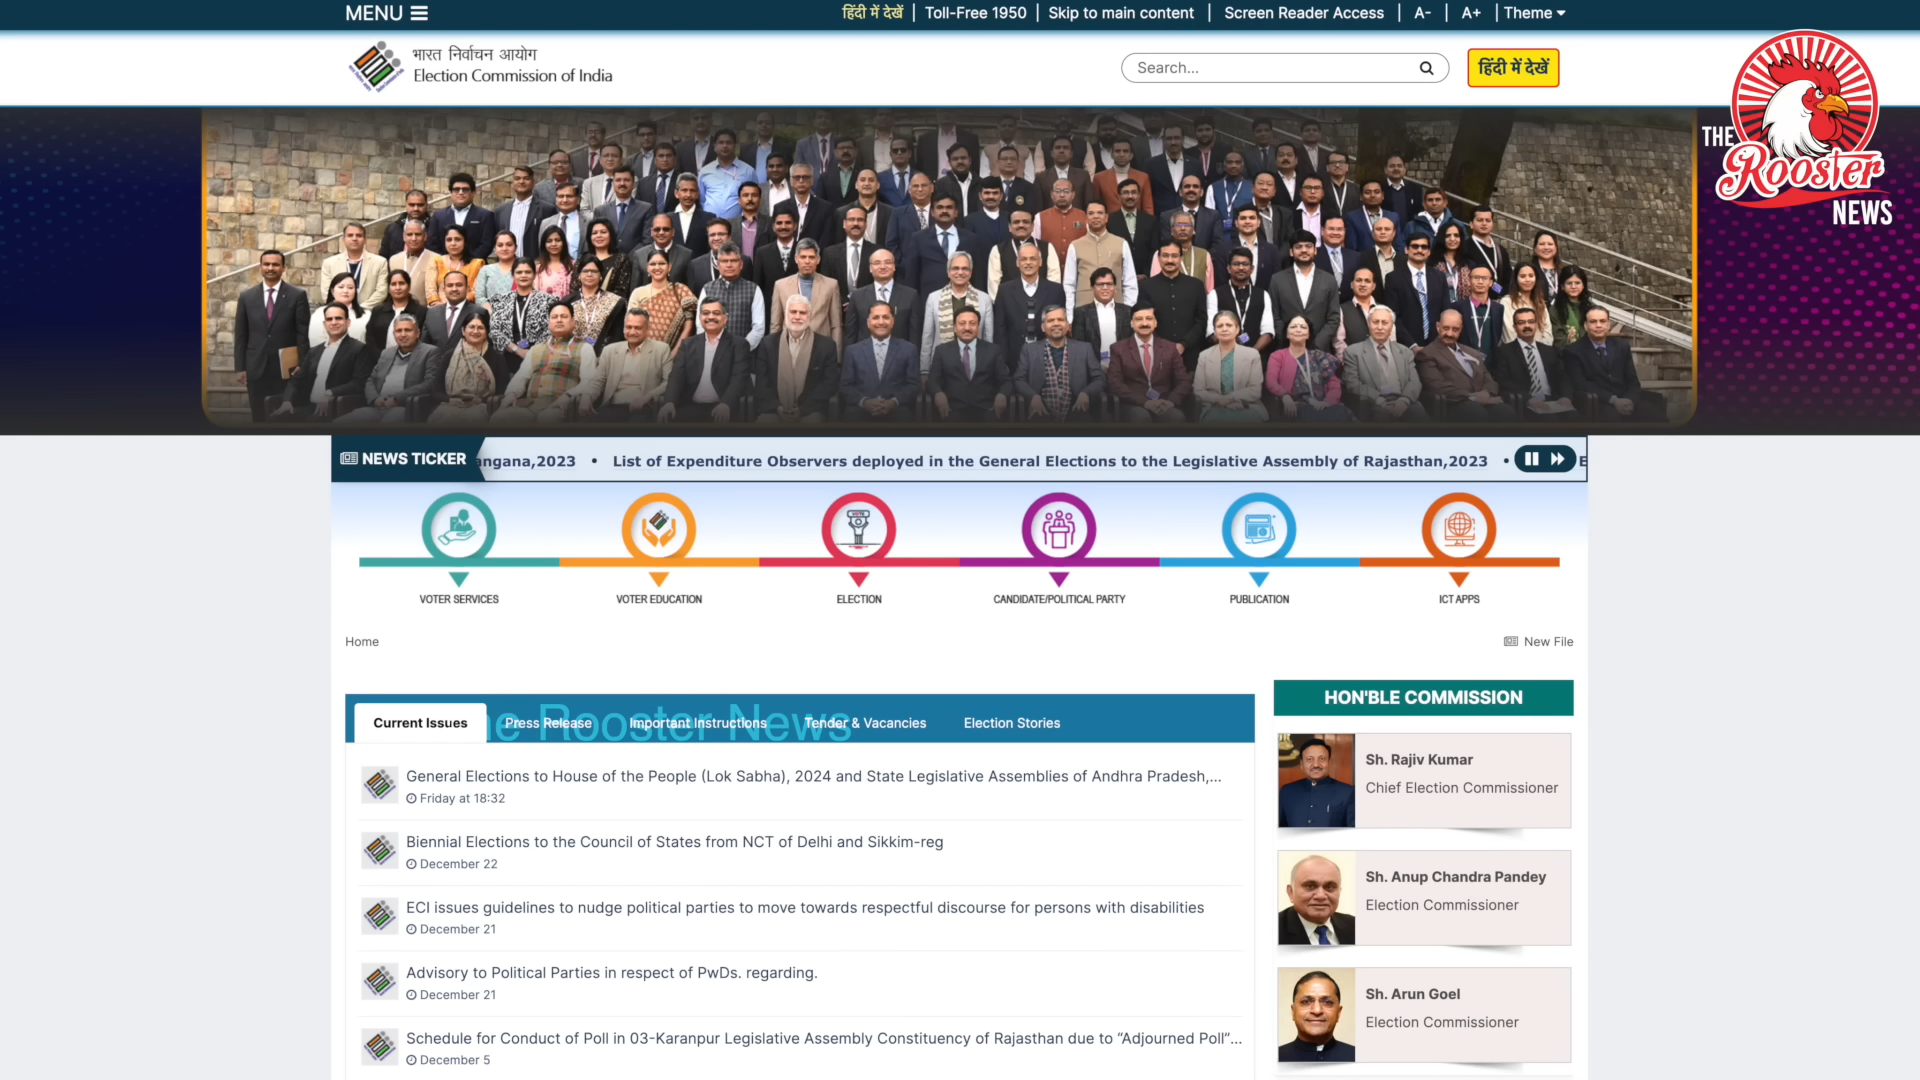 MENU
हिंदी में देखें
Toll-Free 1950
Skip to main content
Screen Reader Access
A-
A+
Theme
भारत निर्वाचन आयोग
Election Commission of India
Search...
हिंदी में देखें
THE
Rooster
NEWS
NEWS TICKER
angana,2023 • List of Expenditure Observers deployed in the General Elections to the Legislative Assembly of Rajasthan,2023 •
E
VOTER SERVICES
VOTER EDUCATION
ELECTION
CANDIDATE/POLITICAL PARTY
PUBLICATION
ICT APPS
Home
New File
Current Issues
Press Release
Important Instructions
Tender & Vacancies
Election Stories
e Rooster News
General Elections to House of the People (Lok Sabha), 2024 and State Legislative Assemblies of Andhra Pradesh,...
Friday at 18:32
Biennial Elections to the Council of States from NCT of Delhi and Sikkim-reg
December 22
ECI issues guidelines to nudge political parties to move towards respectful discourse for persons with disabilities
December 21
Advisory to Political Parties in respect of PwDs. regarding.
December 21
Schedule for Conduct of Poll in 03-Karanpur Legislative Assembly Constituency of Rajasthan due to “Adjourned Poll”...
December 5
HON'BLE COMMISSION
Sh. Rajiv Kumar
Chief Election Commissioner
Sh. Anup Chandra Pandey
Election Commissioner
Sh. Arun Goel
Election Commissioner